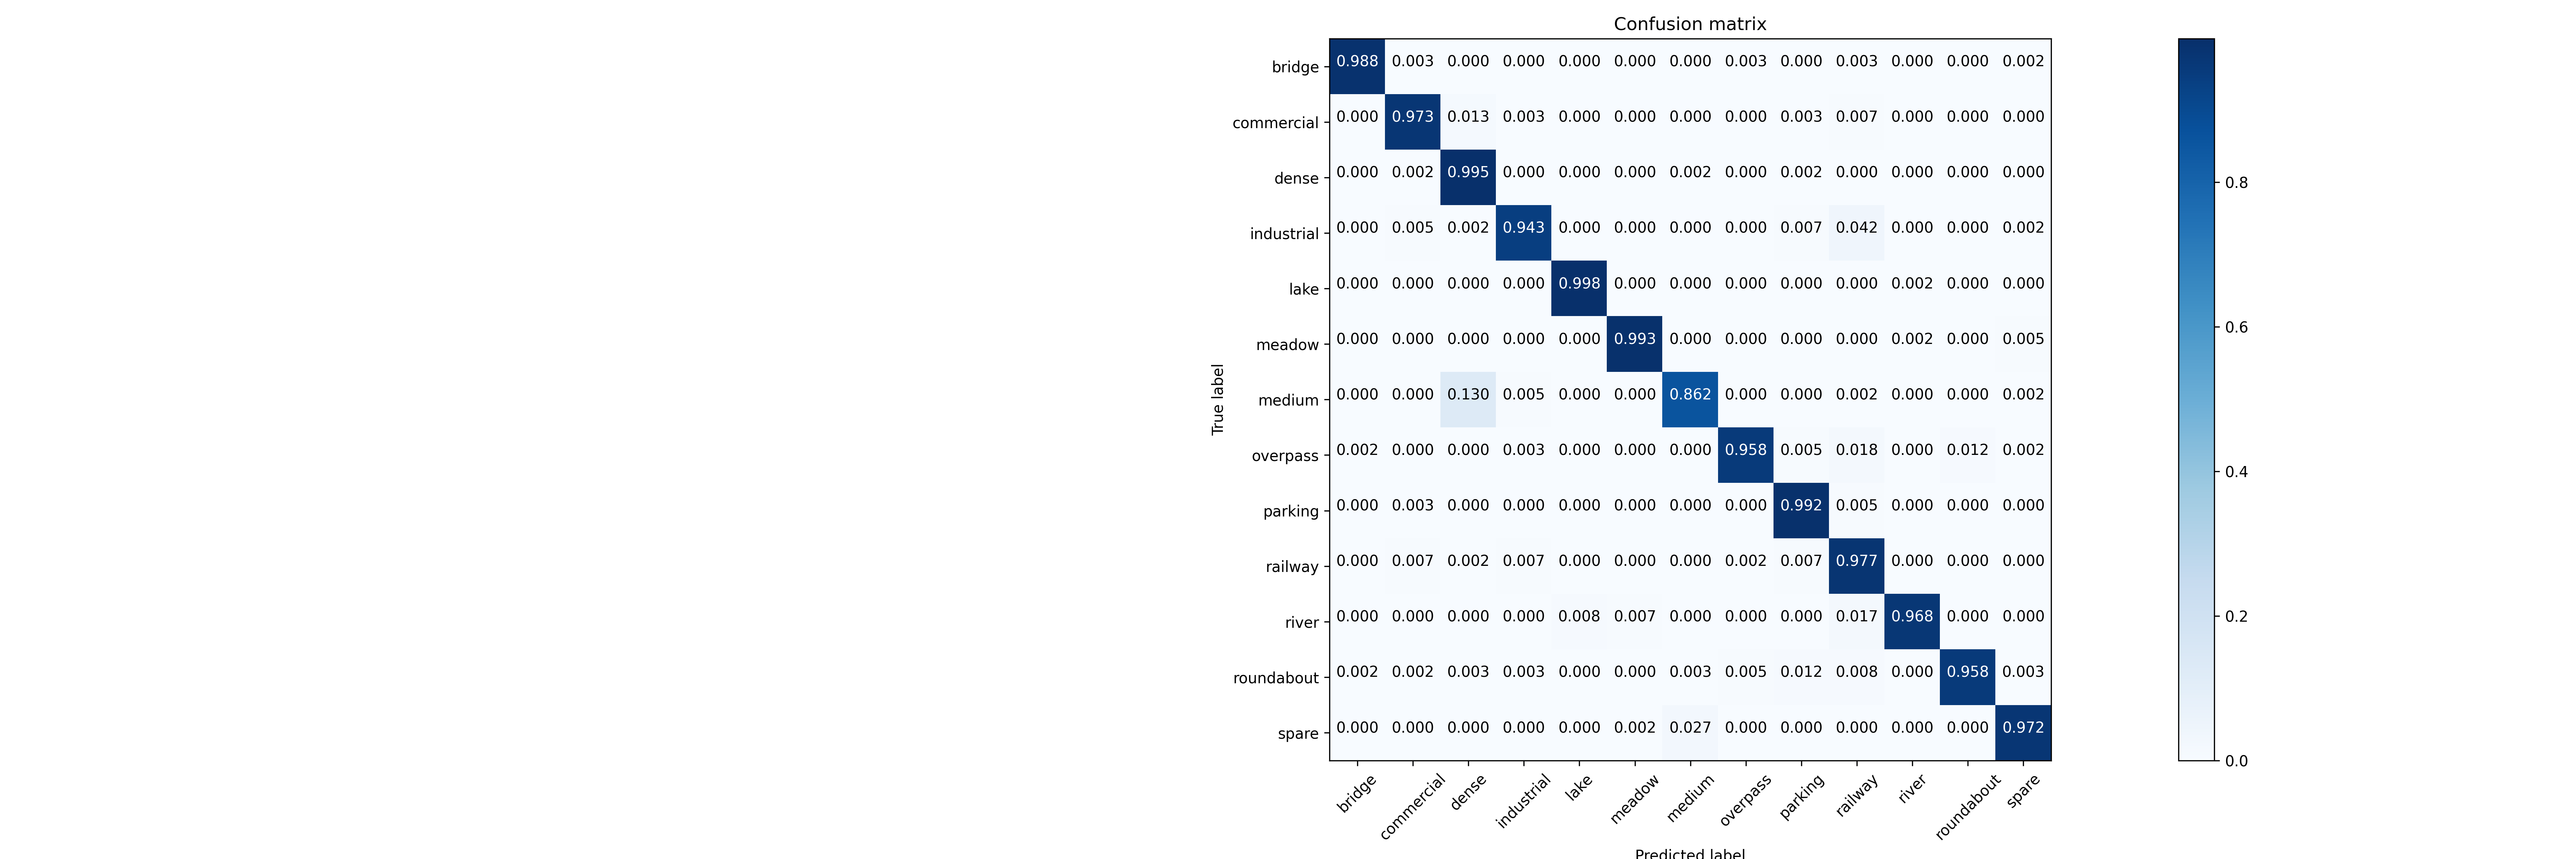 Confusion matrix
bridge 0.988 0.003 0.000 0.000 0.000 0.000 0.000 0.003 0.000 0.003 0.000 0.000 0.002
commercial 0.000 0.973 0.013 0.003 0.000 0.000 0.000 0.000 0.003 0.007 0.000 0.000 0.000
dense 0.000 0.002 0.995 0.000 0.000 0.000 0.002 0.000 0.002 0.000 0.000 0.000 0.000
industrial 0.000 0.005 0.002 0.943 0.000 0.000 0.000 0.000 0.007 0.042 0.000 0.000 0.002
lake 0.000 0.000 0.000 0.000 0.998 0.000 0.000 0.000 0.000 0.000 0.002 0.000 0.000
meadow 0.000 0.000 0.000 0.000 0.000 0.993 0.000 0.000 0.000 0.000 0.002 0.000 0.005
medium 0.000 0.000 0.130 0.005 0.000 0.000 0.862 0.000 0.000 0.002 0.000 0.000 0.002
overpass 0.002 0.000 0.000 0.003 0.000 0.000 0.000 0.958 0.005 0.018 0.000 0.012 0.002
parking 0.000 0.003 0.000 0.000 0.000 0.000 0.000 0.000 0.992 0.005 0.000 0.000 0.000
railway 0.000 0.007 0.002 0.007 0.000 0.000 0.000 0.002 0.007 0.977 0.000 0.000 0.000
river 0.000 0.000 0.000 0.000 0.008 0.007 0.000 0.000 0.000 0.017 0.968 0.000 0.000
roundabout 0.002 0.002 0.003 0.003 0.000 0.000 0.003 0.005 0.012 0.008 0.000 0.958 0.003
spare 0.000 0.000 0.000 0.000 0.000 0.002 0.027 0.000 0.000 0.000 0.000 0.000 0.972
True label
bridge commercial dense industrial lake meadow medium overpass parking railway river roundabout spare
Predicted label
0.8
0.6
0.4
0.2
0.0